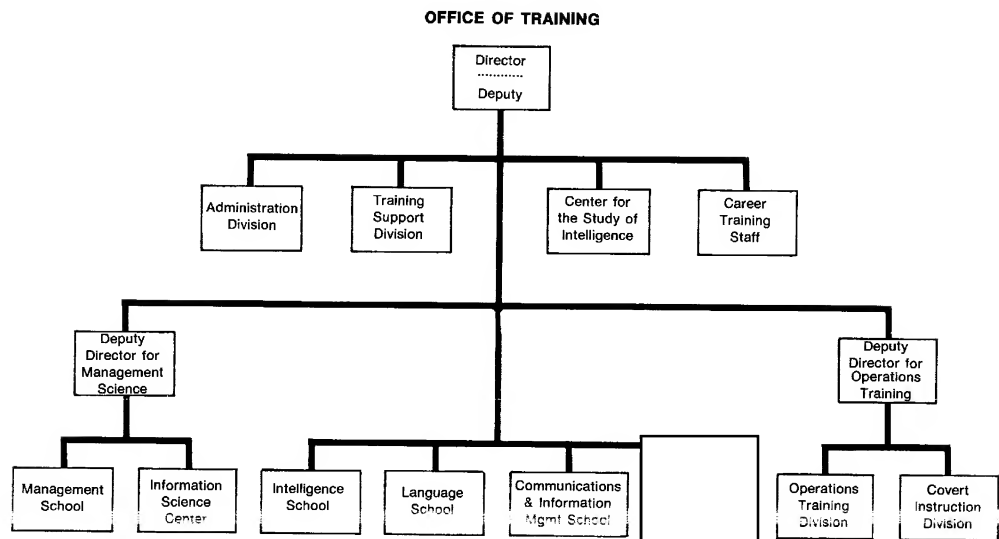 OFFICE OF TRAINING
Director
Deputy
Administration
Division
Training
Support
Division
Center for
the Study of
Intelligence
Career
Training
Staff
Deputy
Director for
Management
Science
Deputy
Director for
Operations
Training
Management
School
Information
Science
Center
Intelligence
School
Language
School
Communications
& Information
Mgmt School
Operations
Training
Division
Covert
Instruction
Division